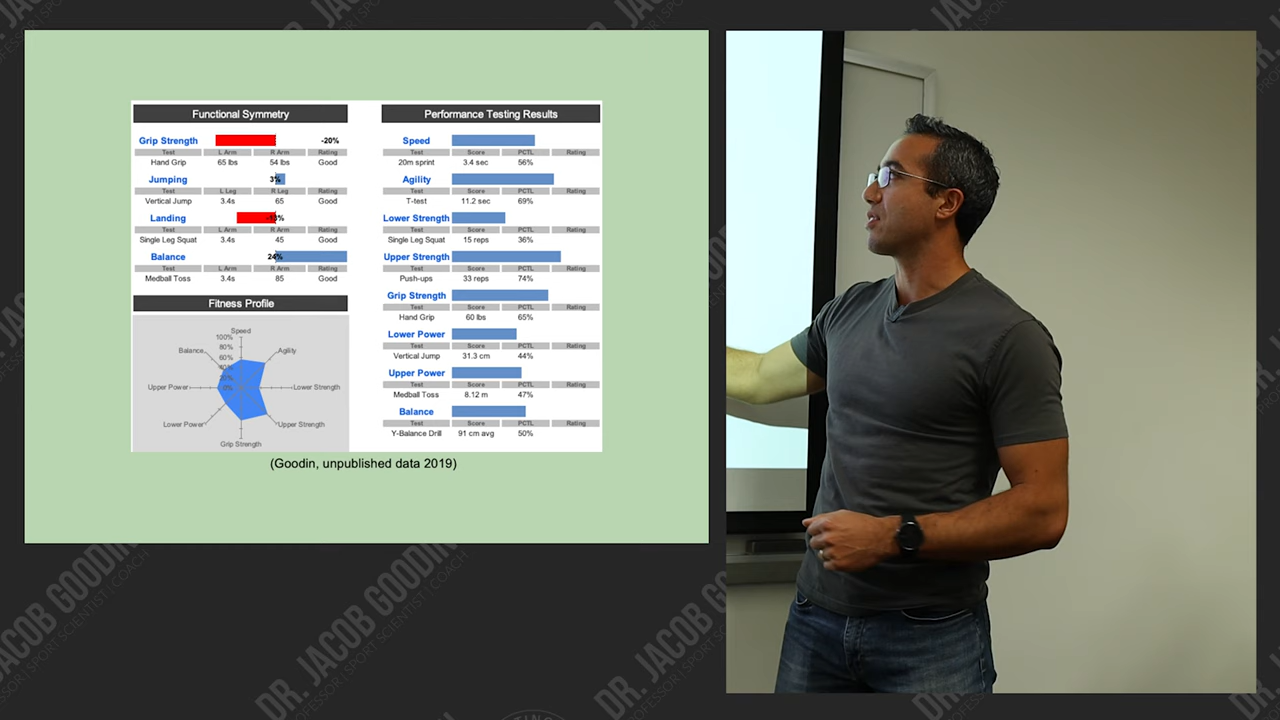 Functional Symmetry
Grip Strength -20%
Test L Arm R Arm Rating
Hand Grip 65 lbs 54 lbs Good
Jumping 3%
Test L Leg R Leg Rating
Vertical Jump 3.4s 65 Good
Landing
Test L Arm R Arm Rating
Single Leg Squat 3.4s 45 Good
Balance 24%
Test L Arm R Arm Rating
Medball Toss 3.4s 85 Good
Fitness Profile
Speed
100%
80%
60%
40%
20%
0%
Balance
Agility
Upper Power
Lower Strength
Lower Power
Upper Strength
Grip Strength
Performance Testing Results
Speed
Test Score PCTL Rating
20m sprint 3.4 sec 56%
Agility
Test Score PCTL Rating
T-test 11.2 sec 69%
Lower Strength
Test Score PCTL Rating
Single Leg Squat 15 reps 36%
Upper Strength
Test Score PCTL Rating
Push-ups 33 reps 74%
Grip Strength
Test Score PCTL Rating
Hand Grip 60 lbs 65%
Lower Power
Test Score PCTL Rating
Vertical Jump 31.3 cm 44%
Upper Power
Test Score PCTL Rating
Medball Toss 8.12 m 47%
Balance
Test Score PCTL Rating
Y-Balance Drill 91 cm avg 50%
(Goodin, unpublished data 2019)
DR. JACOB GOODIN
PROFESSOR | SPORT SCIENTIST | COACH